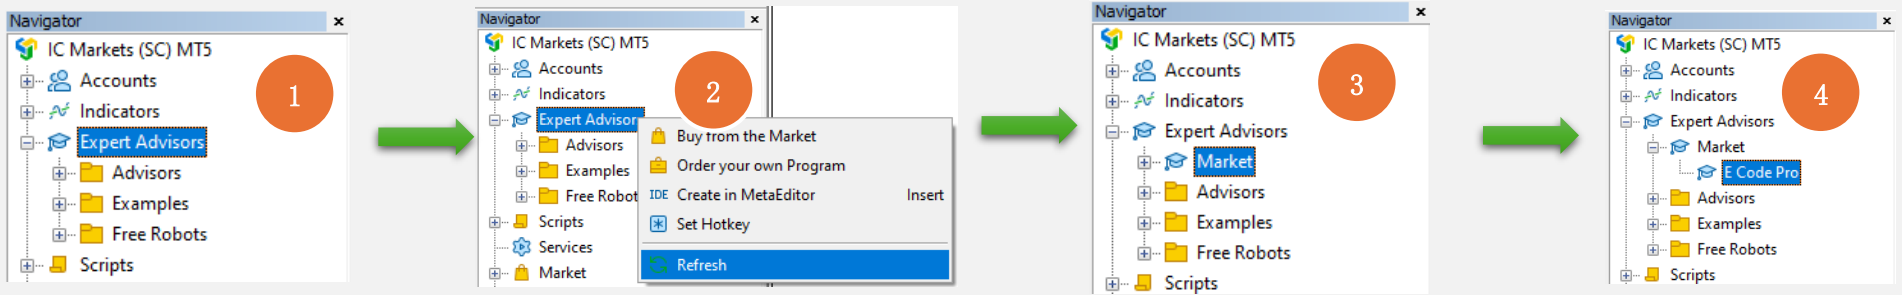 Navigator
IC Markets (SC) MT5
Accounts
Indicators
Expert Advisors
Advisors
Examples
Free Robots
Scripts
1
Navigator
IC Markets (SC) MT5
Accounts
Indicators
Expert Advisor
Advisors
Examples
Free Robot
Scripts
Services
Market
2
Buy from the Market
Order your own Program
IDE Create in MetaEditor Insert
Set Hotkey
Refresh
Navigator
IC Markets (SC) MT5
Accounts
Indicators
Expert Advisors
Market
Advisors
Examples
Free Robots
Scripts
3
Navigator
IC Markets (SC) MT5
Accounts
Indicators
Expert Advisors
Market
E Code Pro
Advisors
Examples
Free Robots
Scripts
4